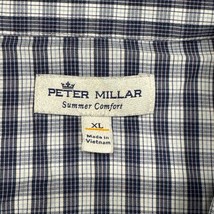 PETER MILLAR
Summer Comfort
XL
Made in
Vietnam